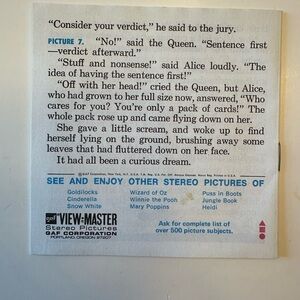 “Consider your verdict,” he said to the jury.
PICTURE 7. “No!” said the Queen. “Sentence first
—verdict afterward.”
“Stuff and nonsense!” said Alice loudly. “The
idea of having the sentence first!”
“Off with her head!” cried the Queen, but Alice,
who had grown to her full size now, answered, “Who
cares for you? You’re only a pack of cards!” The
whole pack rose up and came flying down on her.
She gave a little scream, and woke up to find
herself lying on the ground, brushing away some
leaves that had fluttered down on her face.
It had all been a curious dream.
SEE AND ENJOY OTHER STEREO PICTURES OF
Goldilocks
Cinderella
Snow White
Wizard of Oz
Winnie the Pooh
Mary Poppins
Puss in Boots
Jungle Book
Heidi
gaf VIEW-MASTER
Stereo Pictures
GAF CORPORATION
PORTLAND, OREGON 97207
Ask for complete list of
over 500 picture subjects.